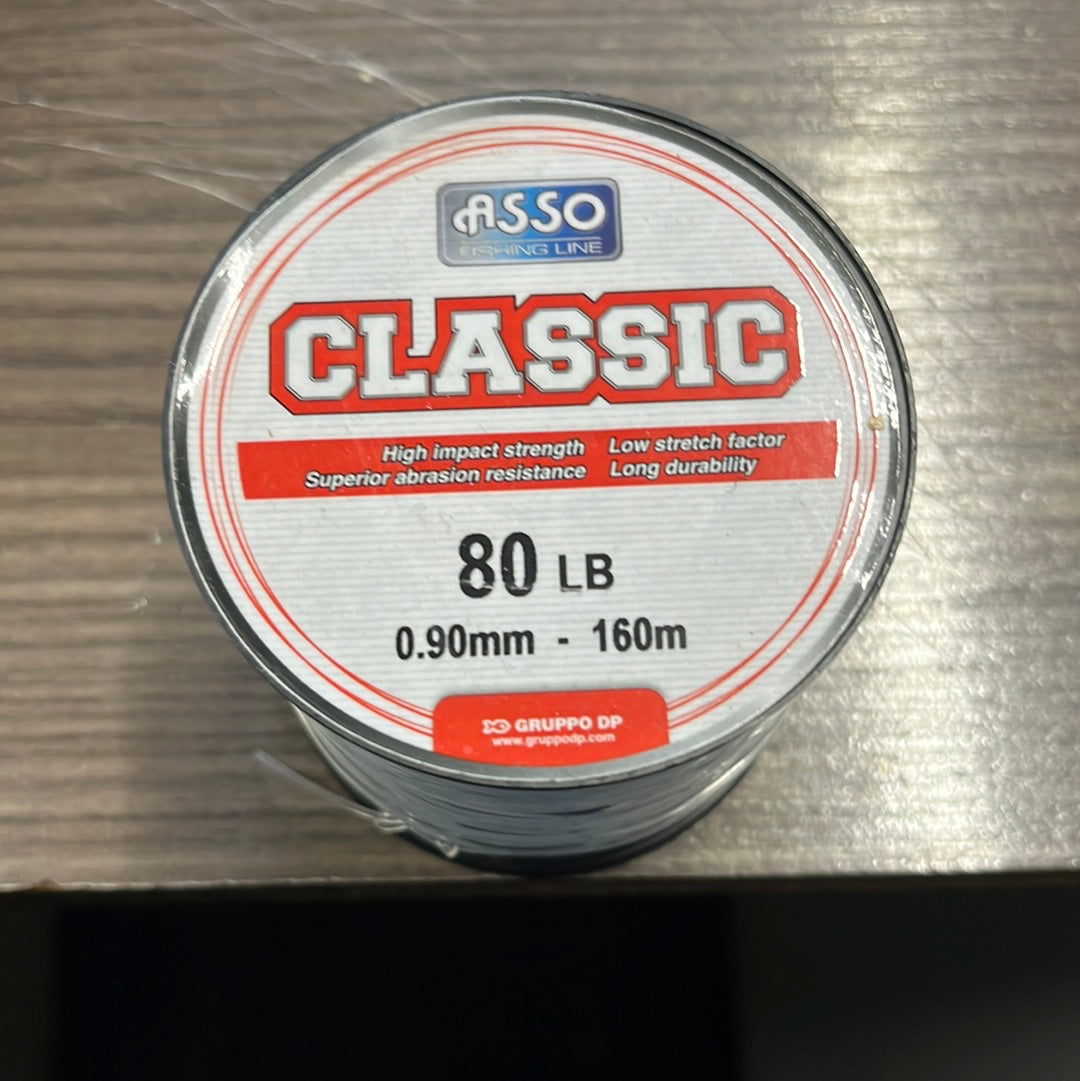 ASSO
FISHING LINE
CLASSIC
High impact strength Low stretch factor
Superior abrasion resistance Long durability
80 LB
0.90mm - 160m
GRUPPO DP
www.gruppodp.com